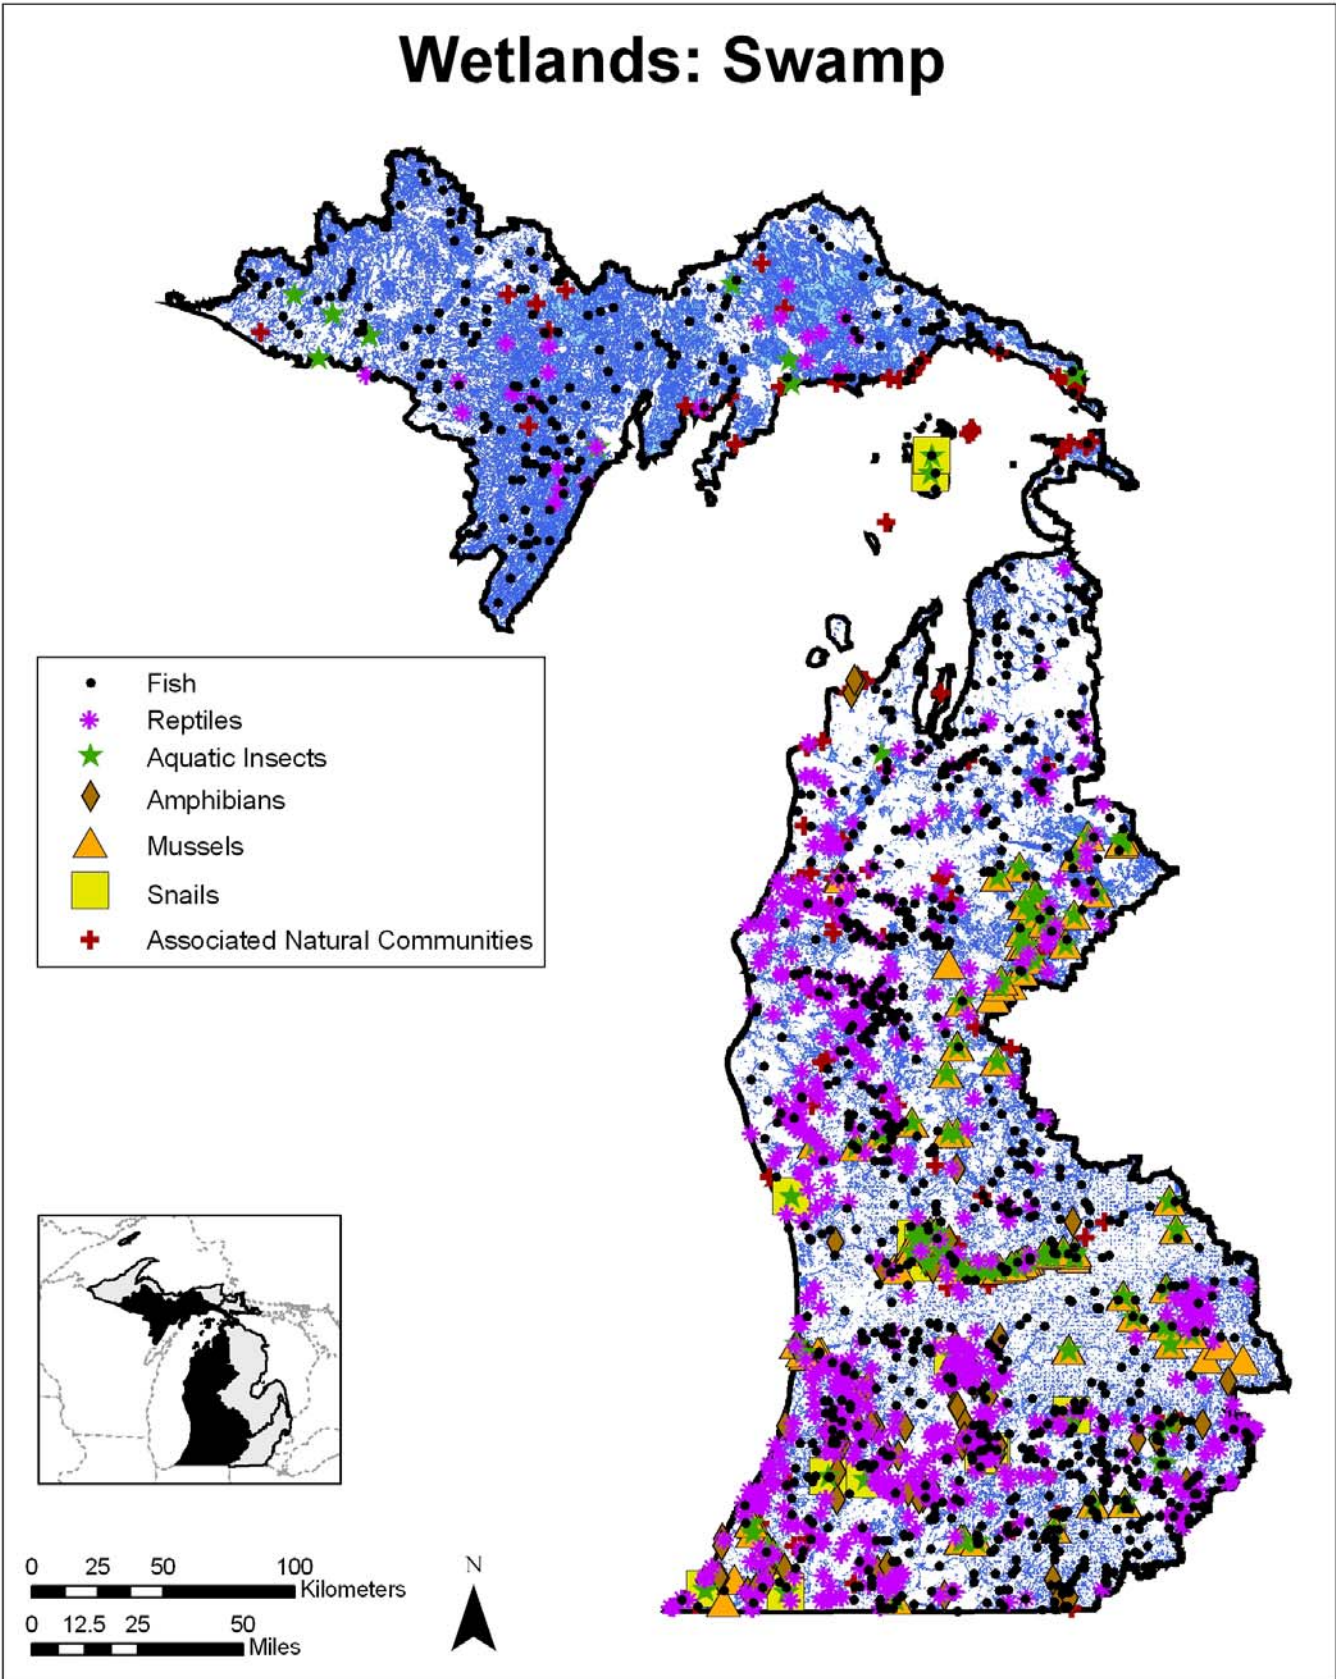 Wetlands: Swamp
Fish
Reptiles
Aquatic Insects
Amphibians
Mussels
Snails
Associated Natural Communities
0 25 50 100
Kilometers
0 12.5 25 50
Miles
N